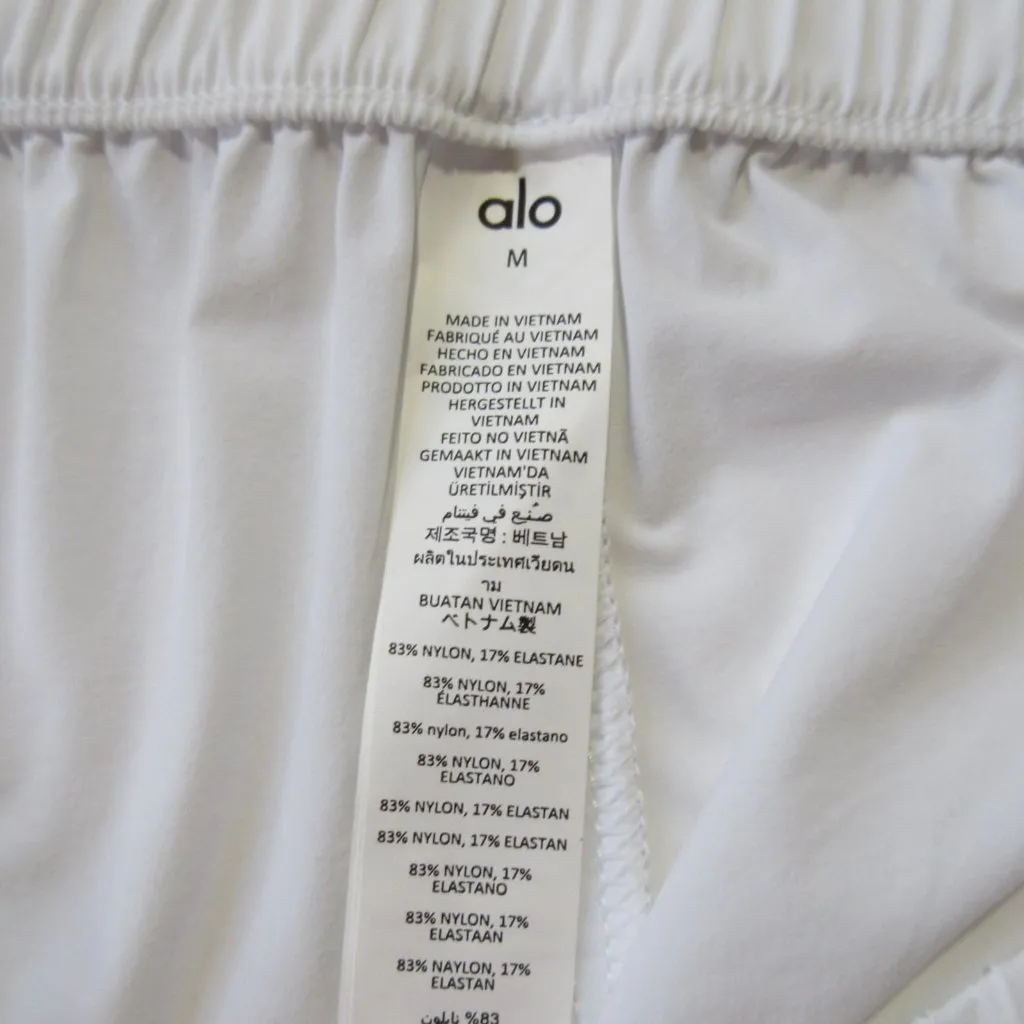 alo
M
MADE IN VIETNAM
FABRIQUÉ AU VIETNAM
HECHO EN VIETNAM
FABRICADO EN VIETNAM
PRODOTTO IN VIETNAM
HERGESTELLT IN
VIETNAM
FEITO NO VIETNÃ
GEMAAKT IN VIETNAM
VIETNAM'DA
ÜRETİLMİŞTİR
صُنع في فيتنام
제조국명 : 베트남
ผลิตในประเทศเวียดน
าม
BUATAN VIETNAM
ベトナム製
83% NYLON, 17% ELASTANE
83% NYLON, 17%
ÉLASTHANNE
83% nylon, 17% elastano
83% NYLON, 17%
ELASTANO
83% NYLON, 17% ELASTAN
83% NYLON, 17% ELASTAN
83% NYLON, 17%
ELASTANO
83% NYLON, 17%
ELASTAAN
83% NAYLON, 17%
ELASTAN
83% نايلون